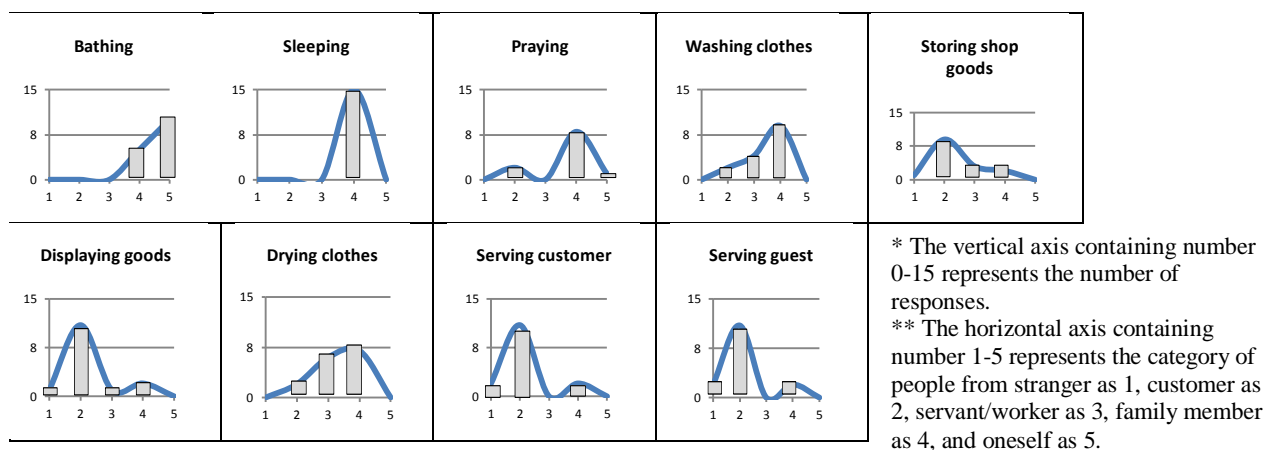 Bathing
15
8
0
1 2 3 4 5
Sleeping
15
8
0
1 2 3 4 5
Praying
15
8
0
1 2 3 4 5
Washing clothes
15
8
0
1 2 3 4 5
Storing shop
goods
15
8
0
1 2 3 4 5
Displaying goods
15
8
0
1 2 3 4 5
Drying clothes
15
8
0
1 2 3 4 5
Serving customer
15
8
0
1 2 3 4 5
Serving guest
15
8
0
1 2 3 4 5
* The vertical axis containing number
0-15 represents the number of
responses.
** The horizontal axis containing
number 1-5 represents the category of
people from stranger as 1, customer as
2, servant/worker as 3, family member
as 4, and oneself as 5.